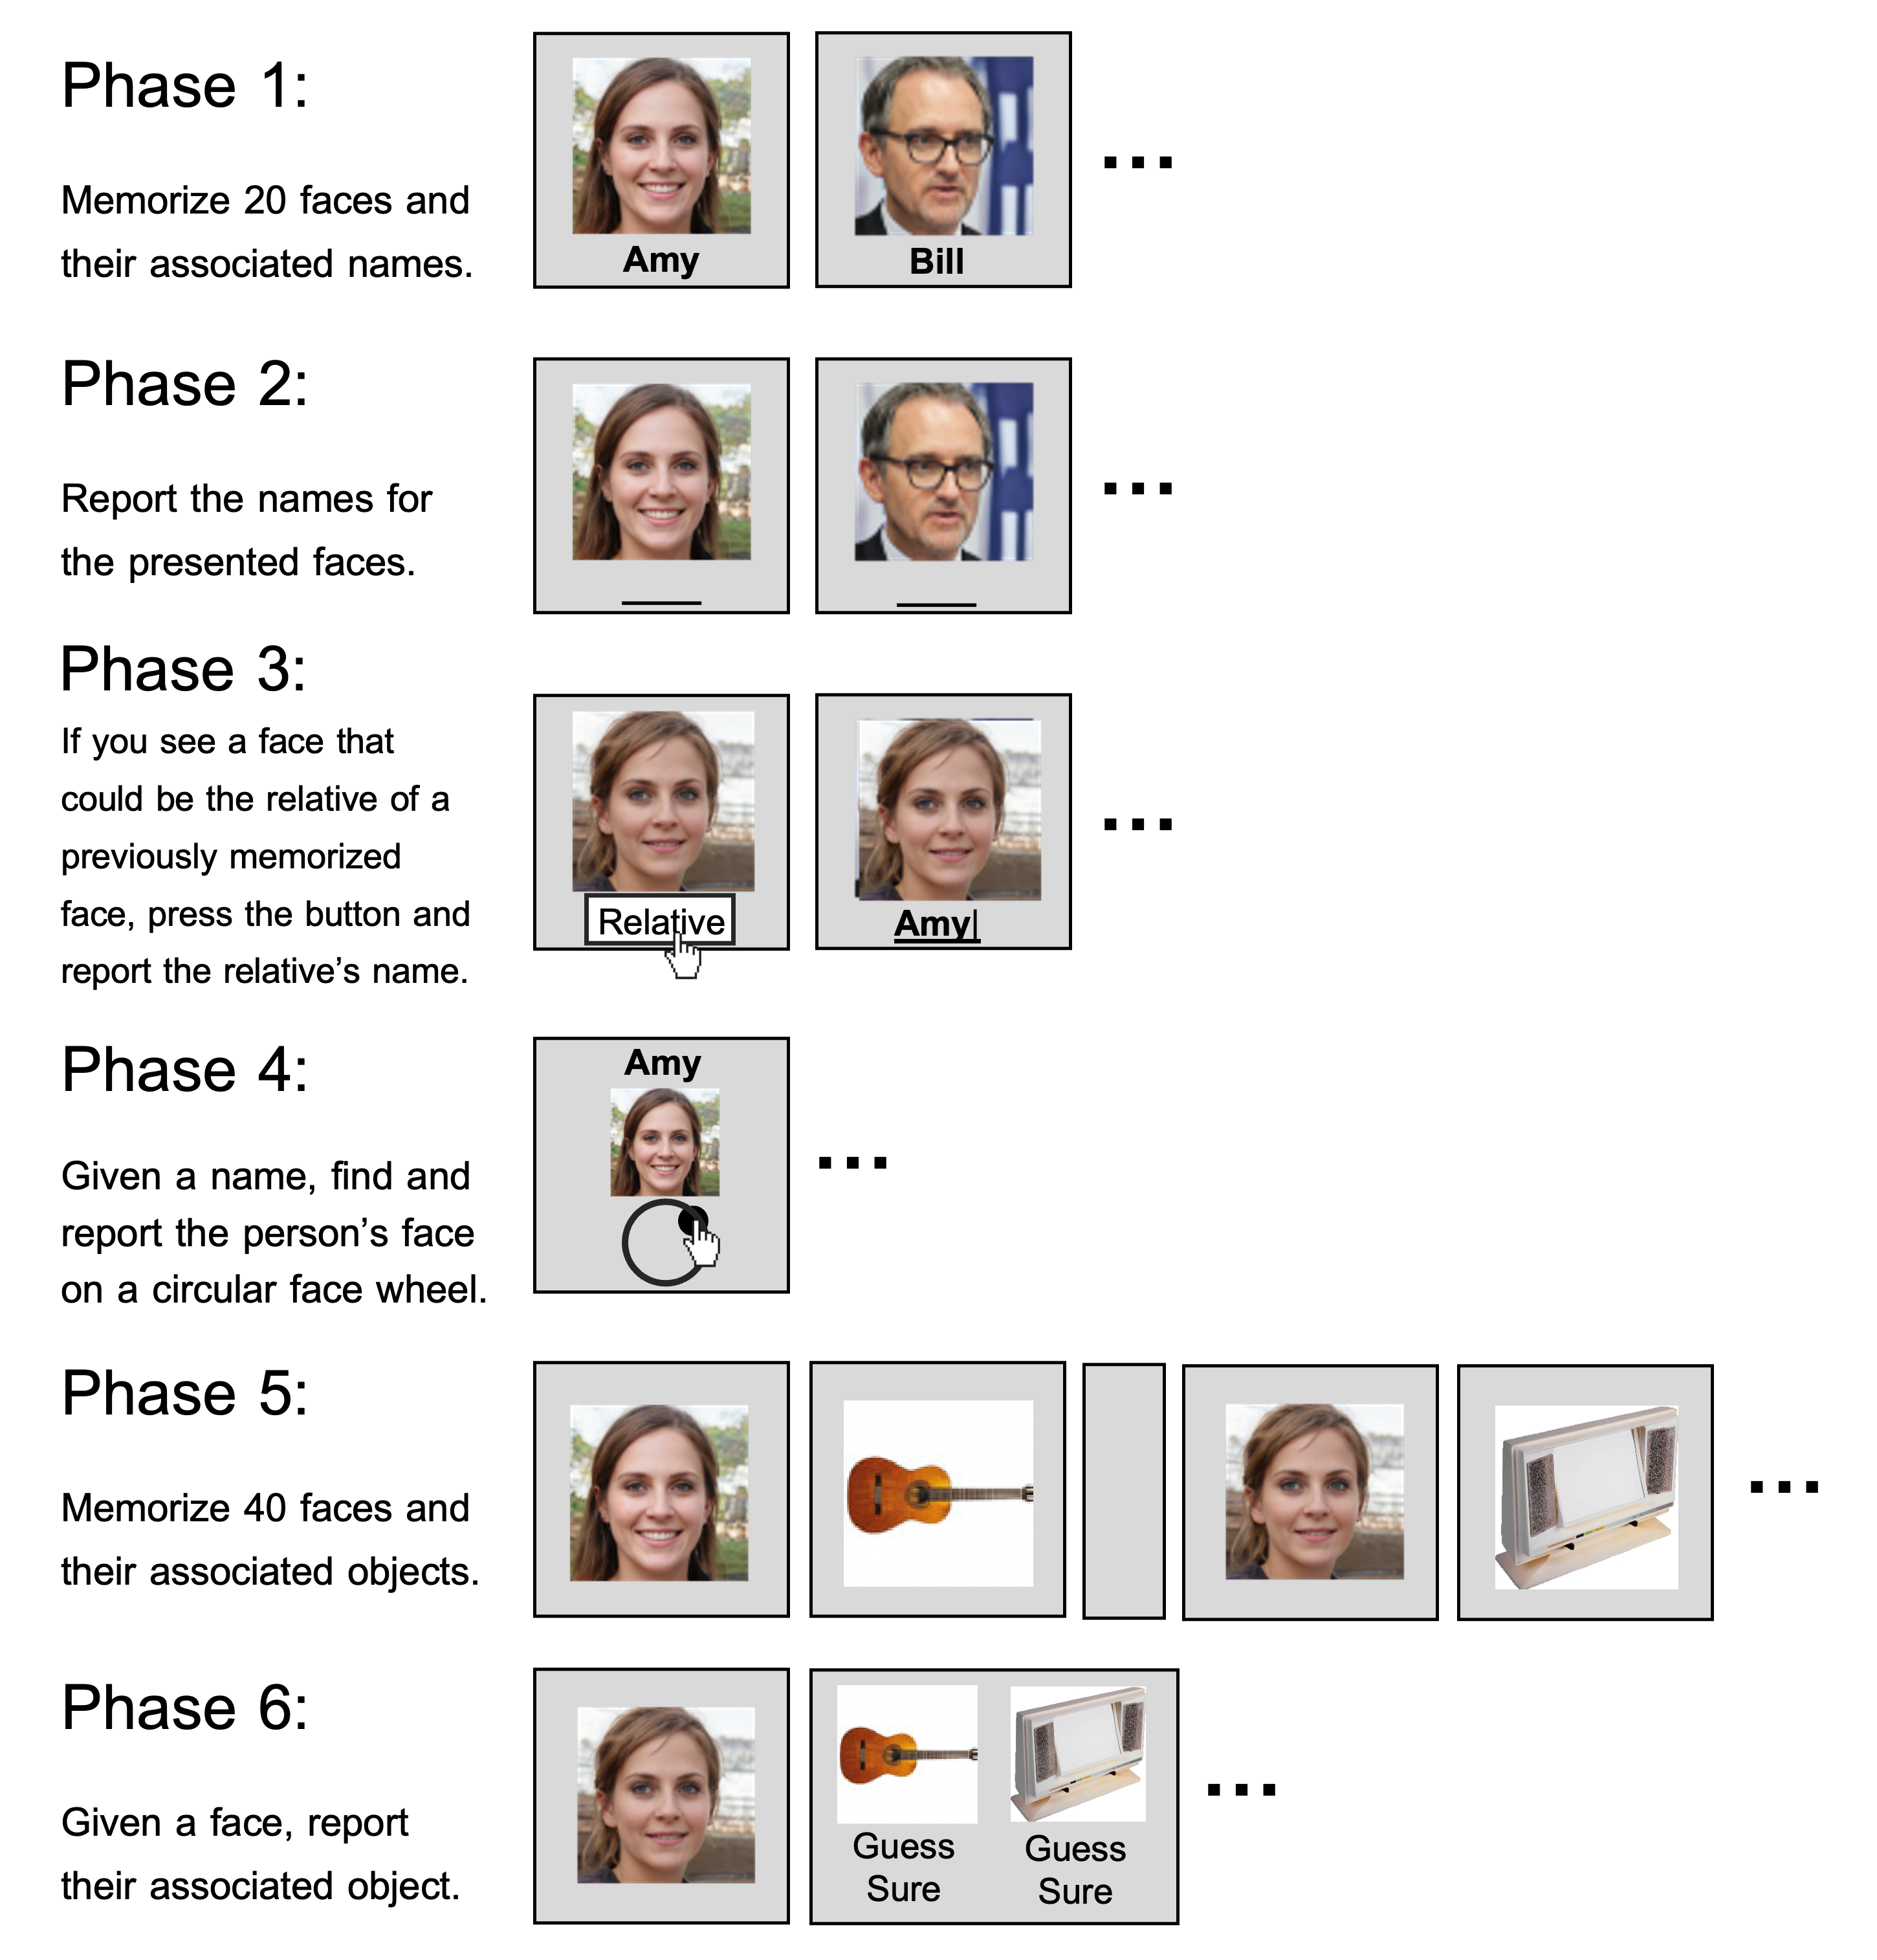 Phase 1:
Memorize 20 faces and
their associated names.
Amy
Bill
...
Phase 2:
Report the names for
the presented faces.
...
Phase 3:
If you see a face that
could be the relative of a
previously memorized
face, press the button and
report the relative’s name.
Relative
Amy
...
Phase 4:
Given a name, find and
report the person’s face
on a circular face wheel.
Amy
...
Phase 5:
Memorize 40 faces and
their associated objects.
...
Phase 6:
Given a face, report
their associated object.
Guess
Sure
Guess
Sure
...